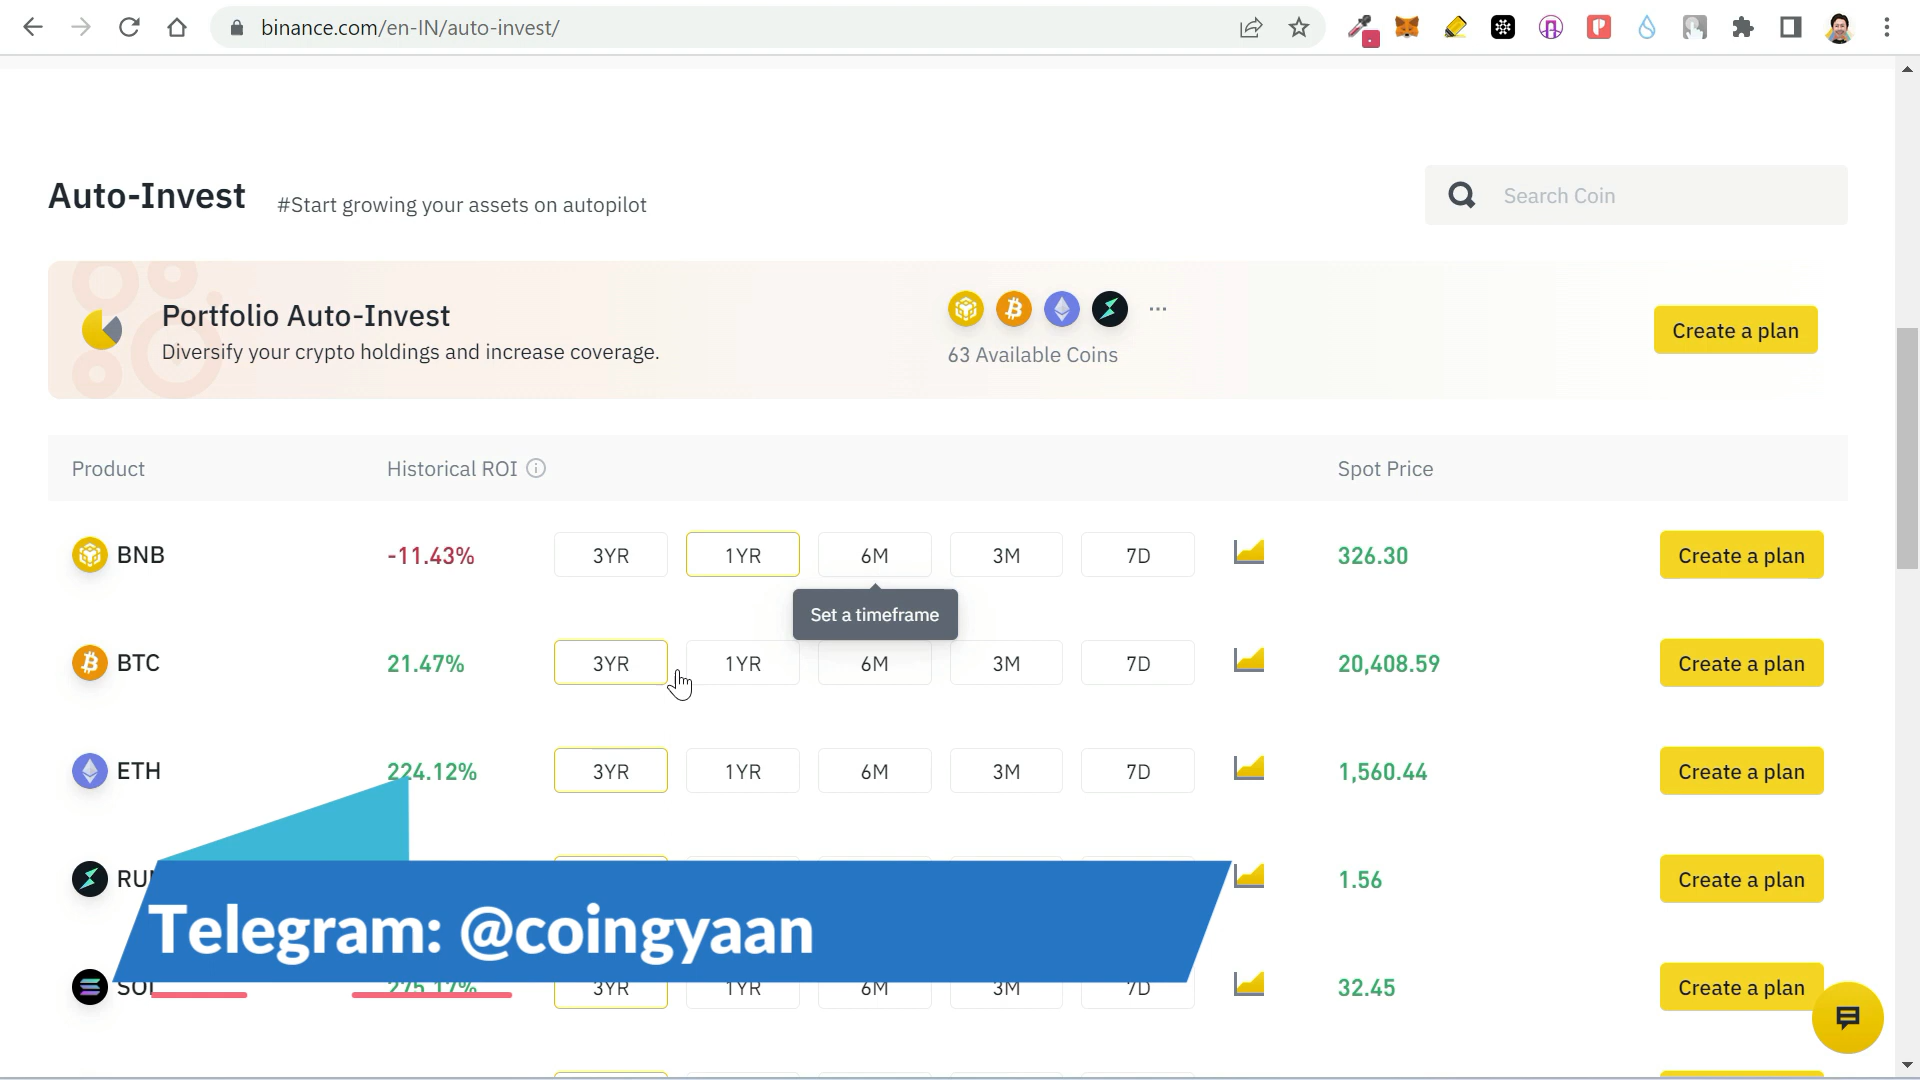 binance.com/en-IN/auto-invest/
Auto-Invest
#Start growing your assets on autopilot
Search Coin
Portfolio Auto-Invest
Diversify your crypto holdings and increase coverage.
63 Available Coins
Create a plan
Product
Historical ROI
Spot Price
BNB
-11.43%
3YR
1YR
6M
3M
7D
326.30
Create a plan
Set a timeframe
BTC
21.47%
3YR
1YR
6M
3M
7D
20,408.59
Create a plan
ETH
224.12%
3YR
1YR
6M
3M
7D
1,560.44
Create a plan
1.56
Create a plan
Telegram: @coingyaan
275.17%
3YR
1YR
6M
3M
7D
32.45
Create a plan